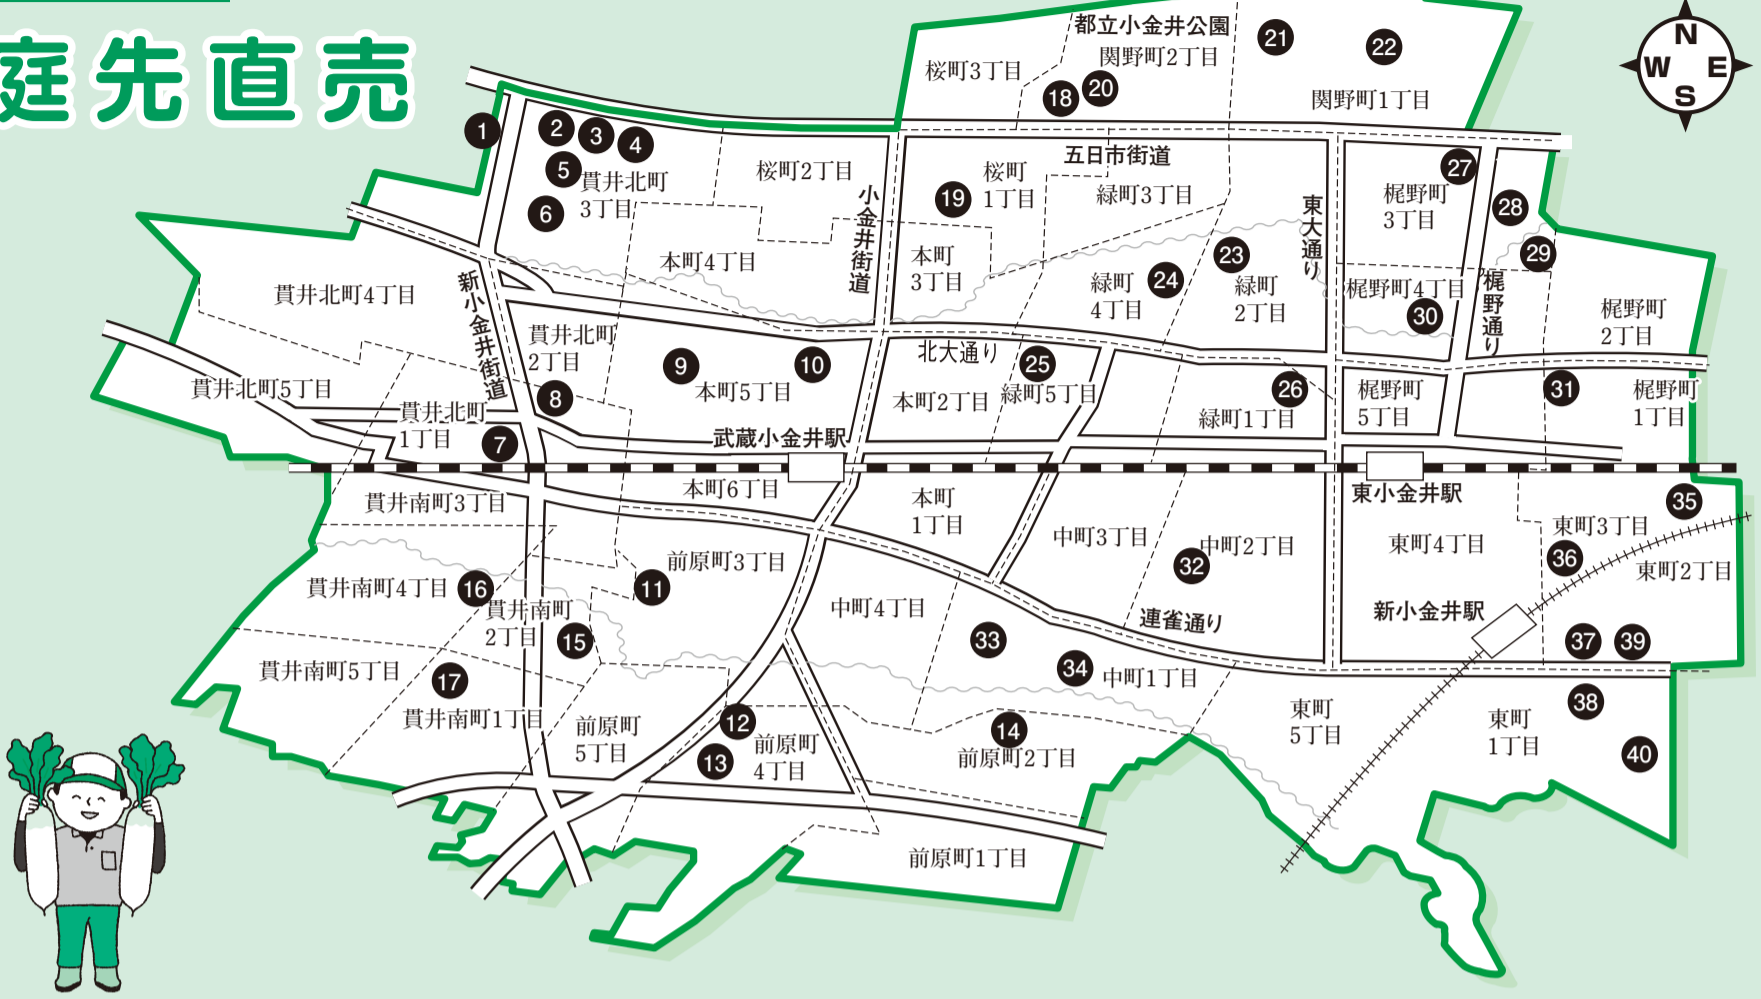 庭先直売
N
W E
S
都立小金井公園
桜町3丁目
関野町2丁目
21
22
18
20
関野町1丁目
1
2
3
4
5
貫井北町
3丁目
6
桜町2丁目
小金井街道
19
桜町
1丁目
五日市街道
緑町3丁目
東大通り
梶野町
3丁目
27
28
29
本町4丁目
本町
3丁目
緑町
4丁目
24
23
緑町
2丁目
梶野町4丁目
30
梶野通り
梶野町
2丁目
貫井北町4丁目
新小金井街道
貫井北町
2丁目
8
9
10
本町5丁目
北大通り
本町2丁目
25
緑町5丁目
26
緑町1丁目
梶野町
5丁目
31
梶野町
1丁目
貫井北町5丁目
貫井北町
1丁目
7
武蔵小金井駅
本町6丁目
本町
1丁目
東小金井駅
35
貫井南町3丁目
前原町3丁目
11
中町3丁目
中町2丁目
32
東町4丁目
東町3丁目
36
東町2丁目
貫井南町4丁目
16
貫井南町
2丁目
15
中町4丁目
連雀通り
新小金井駅
33
34
中町1丁目
37
39
貫井南町5丁目
17
貫井南町1丁目
前原町
5丁目
12
13
前原町
4丁目
14
前原町2丁目
東町
5丁目
東町
1丁目
38
40
前原町1丁目